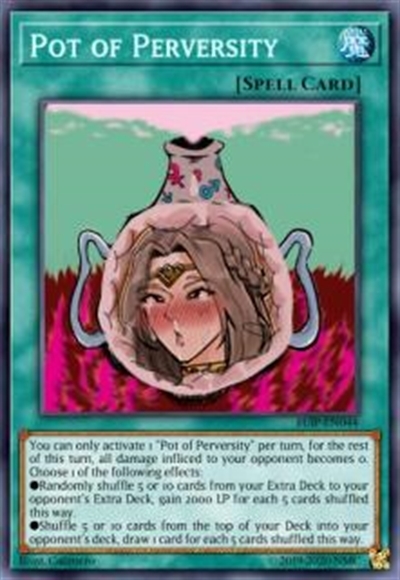 POT OF PERVERSITY
[SPELL CARD]
You can only activate 1 "Pot of Perversity" per turn, for the rest
of this turn, all damage inflicled to your opponent becomes 0.
Choose 1 of the following effects:
●Randomly shuffle 5 or 10 cards from your Extra Deck to your
opponent's Extra Deck, gain 2000 LP for each 5 cards shuffled
this way.
●Shuffle 5 or 10 cards from the top of your Deck into your
opponent's deck, draw 1 card for each 5 cards shuffled this way.